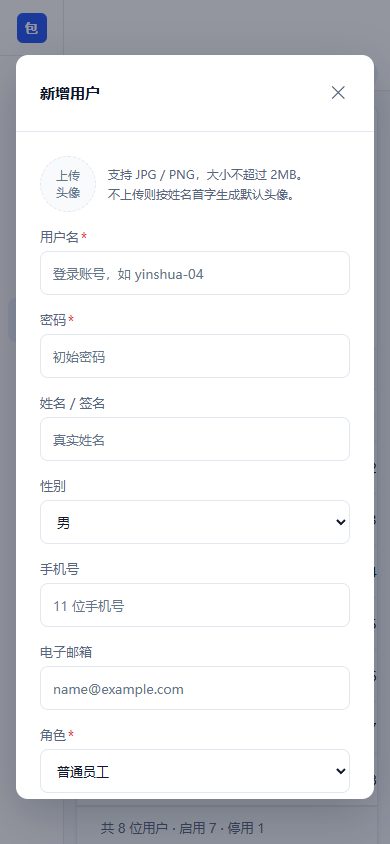 包
新增用户
上传
头像
支持 JPG / PNG，大小不超过 2MB。
不上传则按姓名首字生成默认头像。
用户名*
登录账号，如 yinshua-04
密码*
初始密码
姓名 / 签名
真实姓名
性别
男
手机号
11 位手机号
电子邮箱
name@example.com
角色*
普通员工
共 8 位用户 · 启用 7 · 停用 1